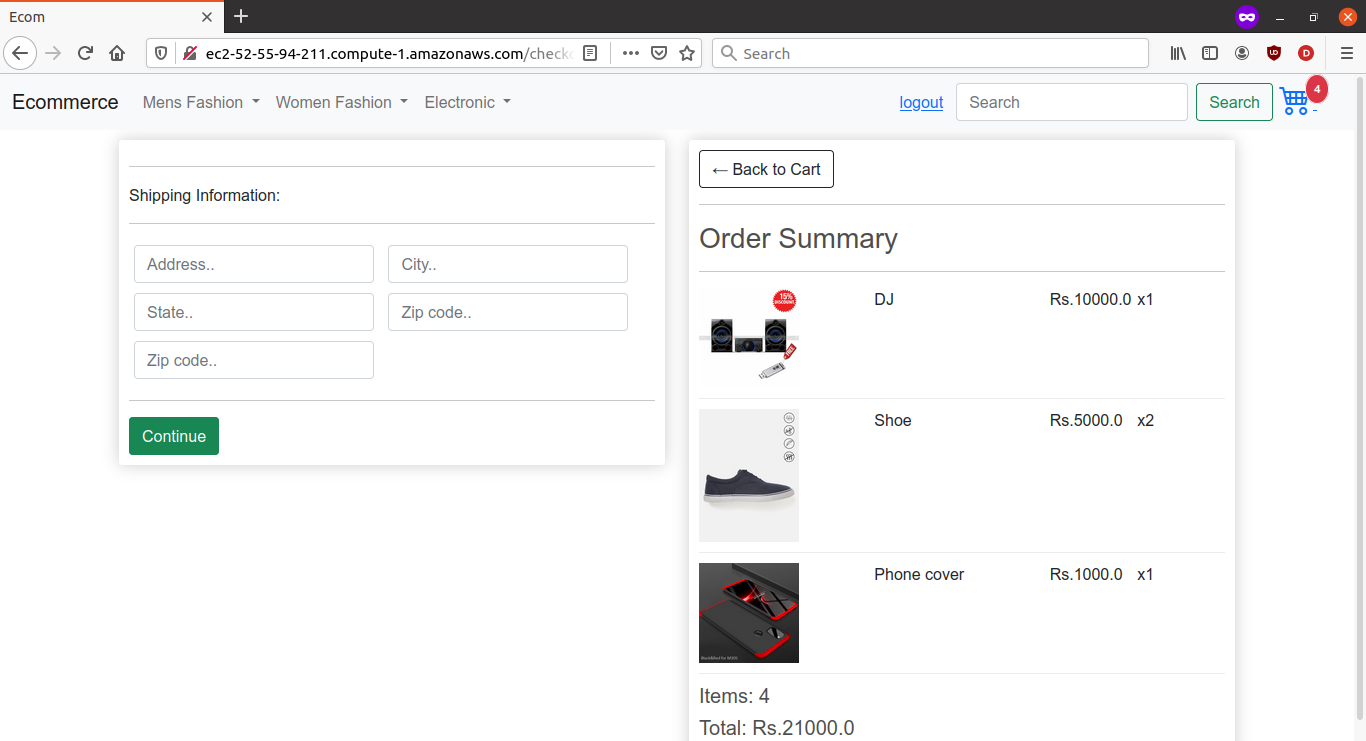 Ecom
ec2-52-55-94-211.compute-1.amazonaws.com/checko
Search
Ecommerce Mens Fashion Women Fashion Electronic logout Search Search 4
Shipping Information:
Address.. City..
State.. Zip code..
Zip code..
Continue
← Back to Cart
Order Summary
15%
DISCOUNT
DJ Rs.10000.0 x1
Shoe Rs.5000.0 x2
Phone cover Rs.1000.0 x1
Items: 4
Total: Rs.21000.0